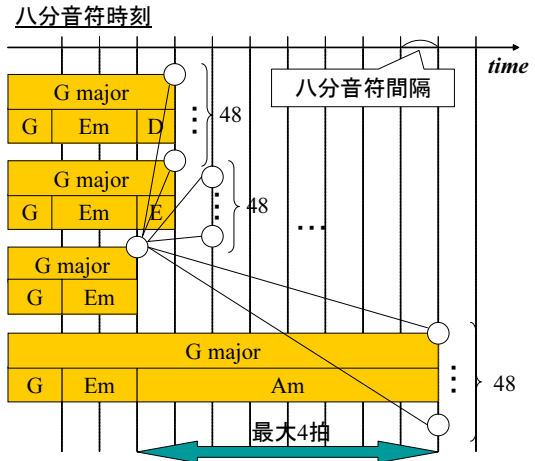 八分音符時刻
time
八分音符間隔
G major
G Em D
⋮ 48
G major
G Em E
⋮ 48
…
G major
G Em
G major
G Em Am
⋮ 48
最大4拍